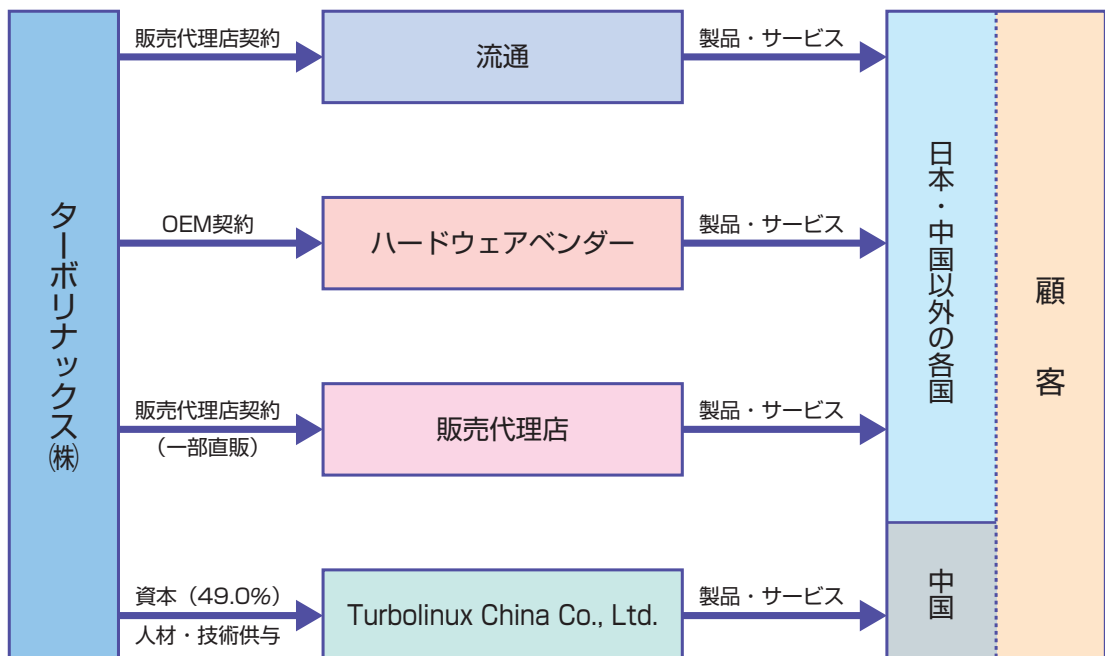 ターボリナックス㈱
販売代理店契約
流通
製品・サービス
OEM契約
ハードウェアベンダー
製品・サービス
販売代理店契約
（一部直販）
販売代理店
製品・サービス
資本（49.0%）
人材・技術供与
Turbolinux China Co., Ltd.
製品・サービス
日本・中国以外の各国
中国
顧客